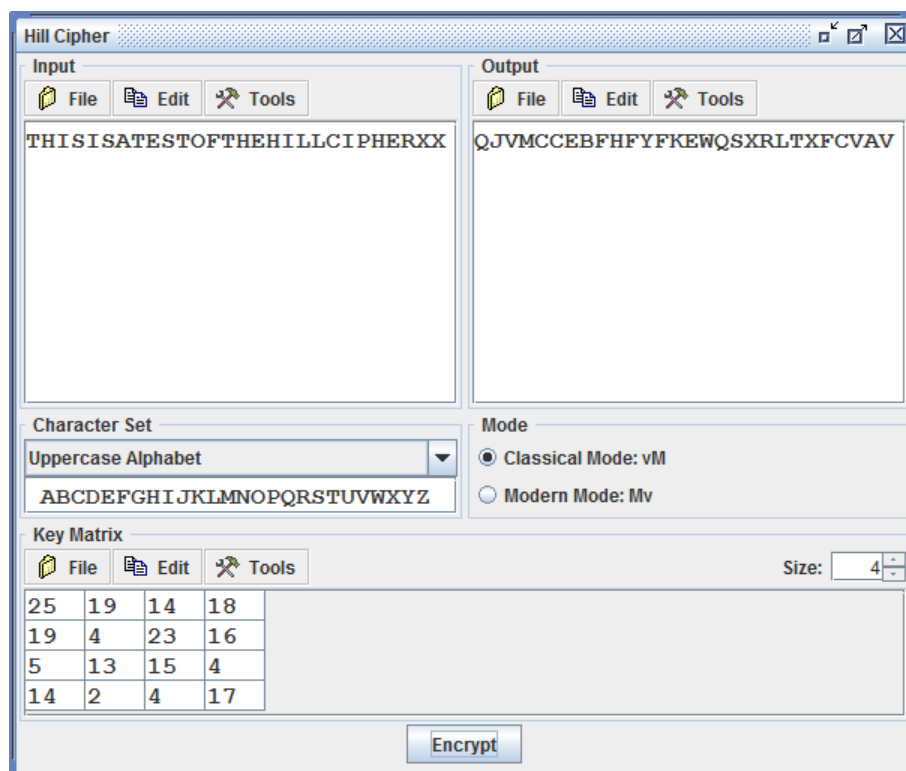 Hill Cipher
Input
File Edit Tools
THISISATESTOFTHEHILLCIPHERXX
Output
File Edit Tools
QJVMCCEBFHFYFKEWQSXRLTXFCVAV
Character Set
Uppercase Alphabet
ABCDEFGHIJKLMNOPQRSTUVWXYZ
Mode
Classical Mode: vM
Modern Mode: Mv
Key Matrix
File Edit Tools
Size: 4
25 19 14 18
19 4 23 16
5 13 15 4
14 2 4 17
Encrypt